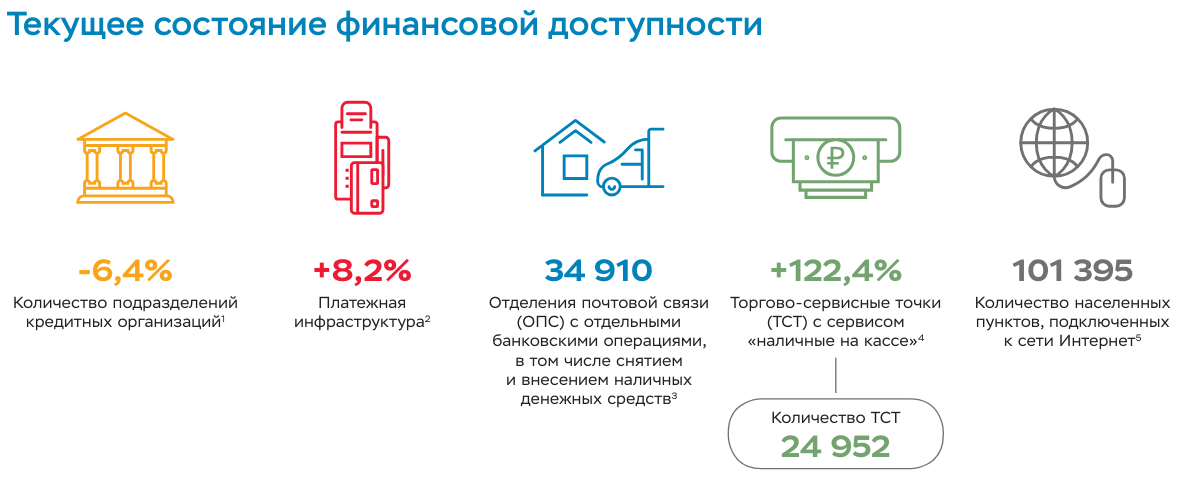 Текущее состояние финансовой доступности
-6,4%
Количество подразделений
кредитных организаций¹
+8,2%
Платежная
инфраструктура²
34 910
Отделения почтовой связи
(ОПС) с отдельными
банковскими операциями,
в том числе снятием
и внесением наличных
денежных средств³
₽
+122,4%
Торгово-сервисные точки
(ТСТ) с сервисом
«наличные на кассе»⁴
Количество ТСТ
24 952
101 395
Количество населенных
пунктов, подключенных
к сети Интернет⁵